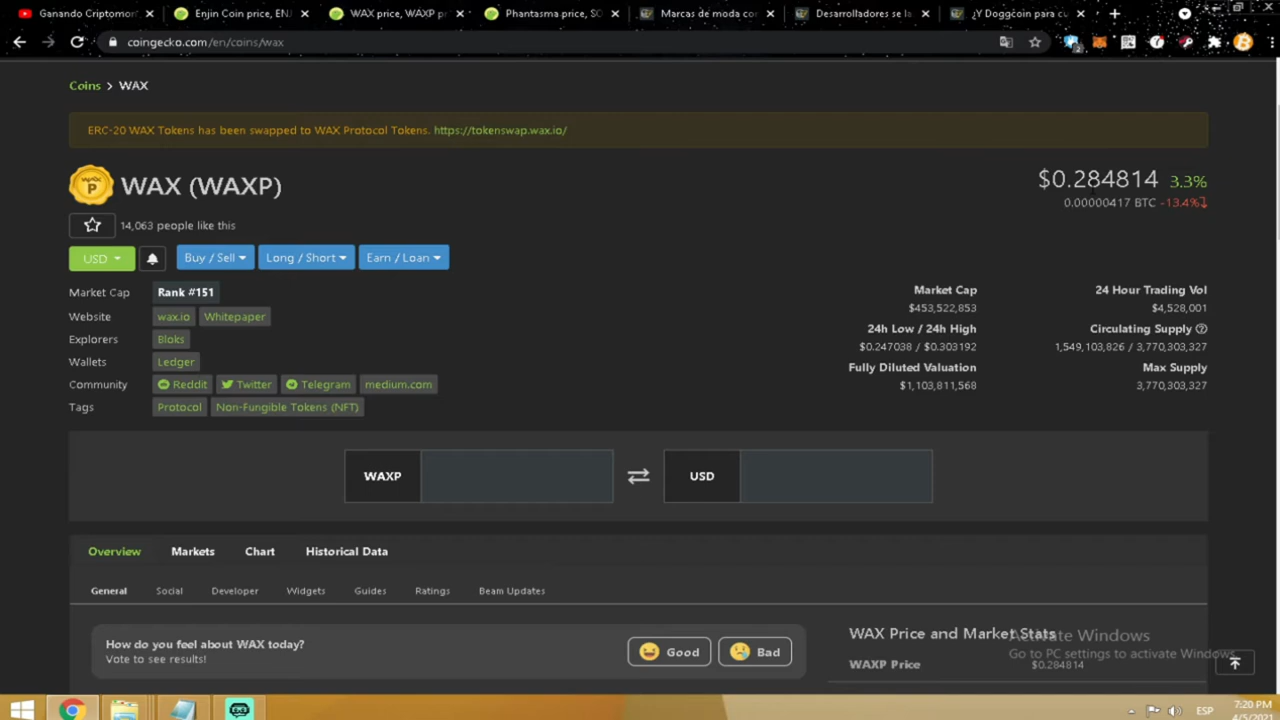 Ganando Criptomor
Enjin Coin price, ENJ
WAX price, WAXP pr
Phantasma price, SO
Marcas de moda co
Desarrolladores se la
¿Y Doggcoin para cu
coingecko.com/en/coins/wax
Coins > WAX
ERC-20 WAX Tokens has been swapped to WAX Protocol Tokens. https://tokenswap.wax.io/
WAX (WAXP)
$0.284814 3.3%
0.00000417 BTC -13.4%
14,063 people like this
USD
Buy / Sell
Long / Short
Earn / Loan
Market Cap Rank #151
Website wax.io Whitepaper
Explorers Bloks
Wallets Ledger
Community Reddit Twitter Telegram medium.com
Tags Protocol Non-Fungible Tokens (NFT)
Market Cap
$453,522,853
24 Hour Trading Vol
$4,528,001
24h Low / 24h High
$0.247038 / $0.303192
Circulating Supply
1,549,103,826 / 3,770,303,327
Fully Diluted Valuation
$1,103,811,568
Max Supply
3,770,303,327
WAXP
USD
Overview Markets Chart Historical Data
General Social Developer Widgets Guides Ratings Beam Updates
How do you feel about WAX today?
Vote to see results!
Good
Bad
WAX Price and Market Stats
WAXP Price $0.284814
Activate Windows
Go to PC settings to activate Windows.
ESP
7:20 PM
4/5/2021